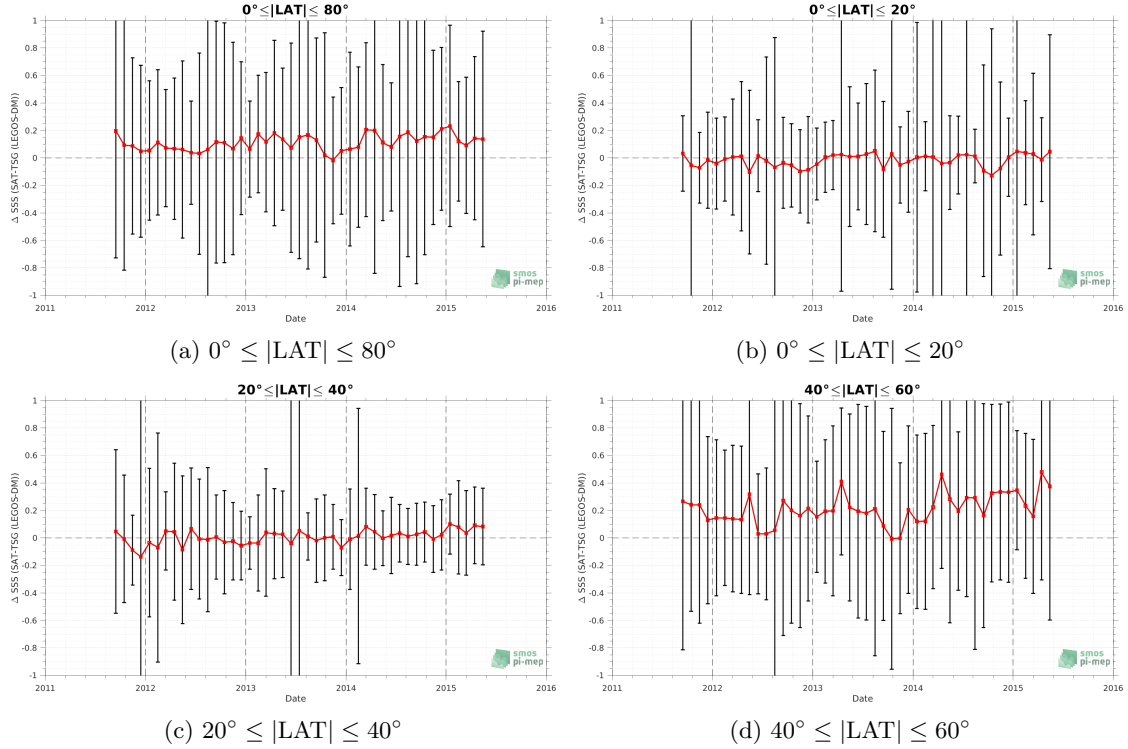 0°≤|LAT|≤ 80°
1
0.8
0.6
0.4
0.2
0
-0.2
-0.4
-0.6
-0.8
-1
Δ SSS (SAT-TSG (LEGOS-DM))
2011 2012 2013 2014 2015 2016
Date
smos
pi-mep
(a) 0° ≤ |LAT| ≤ 80°
0°≤|LAT|≤ 20°
1
0.8
0.6
0.4
0.2
0
-0.2
-0.4
-0.6
-0.8
-1
Δ SSS (SAT-TSG (LEGOS-DM))
2011 2012 2013 2014 2015 2016
Date
smos
pi-mep
(b) 0° ≤ |LAT| ≤ 20°
20°≤|LAT|≤ 40°
1
0.8
0.6
0.4
0.2
0
-0.2
-0.4
-0.6
-0.8
-1
Δ SSS (SAT-TSG (LEGOS-DM))
2011 2012 2013 2014 2015 2016
Date
smos
pi-mep
(c) 20° ≤ |LAT| ≤ 40°
40°≤|LAT|≤ 60°
1
0.8
0.6
0.4
0.2
0
-0.2
-0.4
-0.6
-0.8
-1
Δ SSS (SAT-TSG (LEGOS-DM))
2011 2012 2013 2014 2015 2016
Date
smos
pi-mep
(d) 40° ≤ |LAT| ≤ 60°